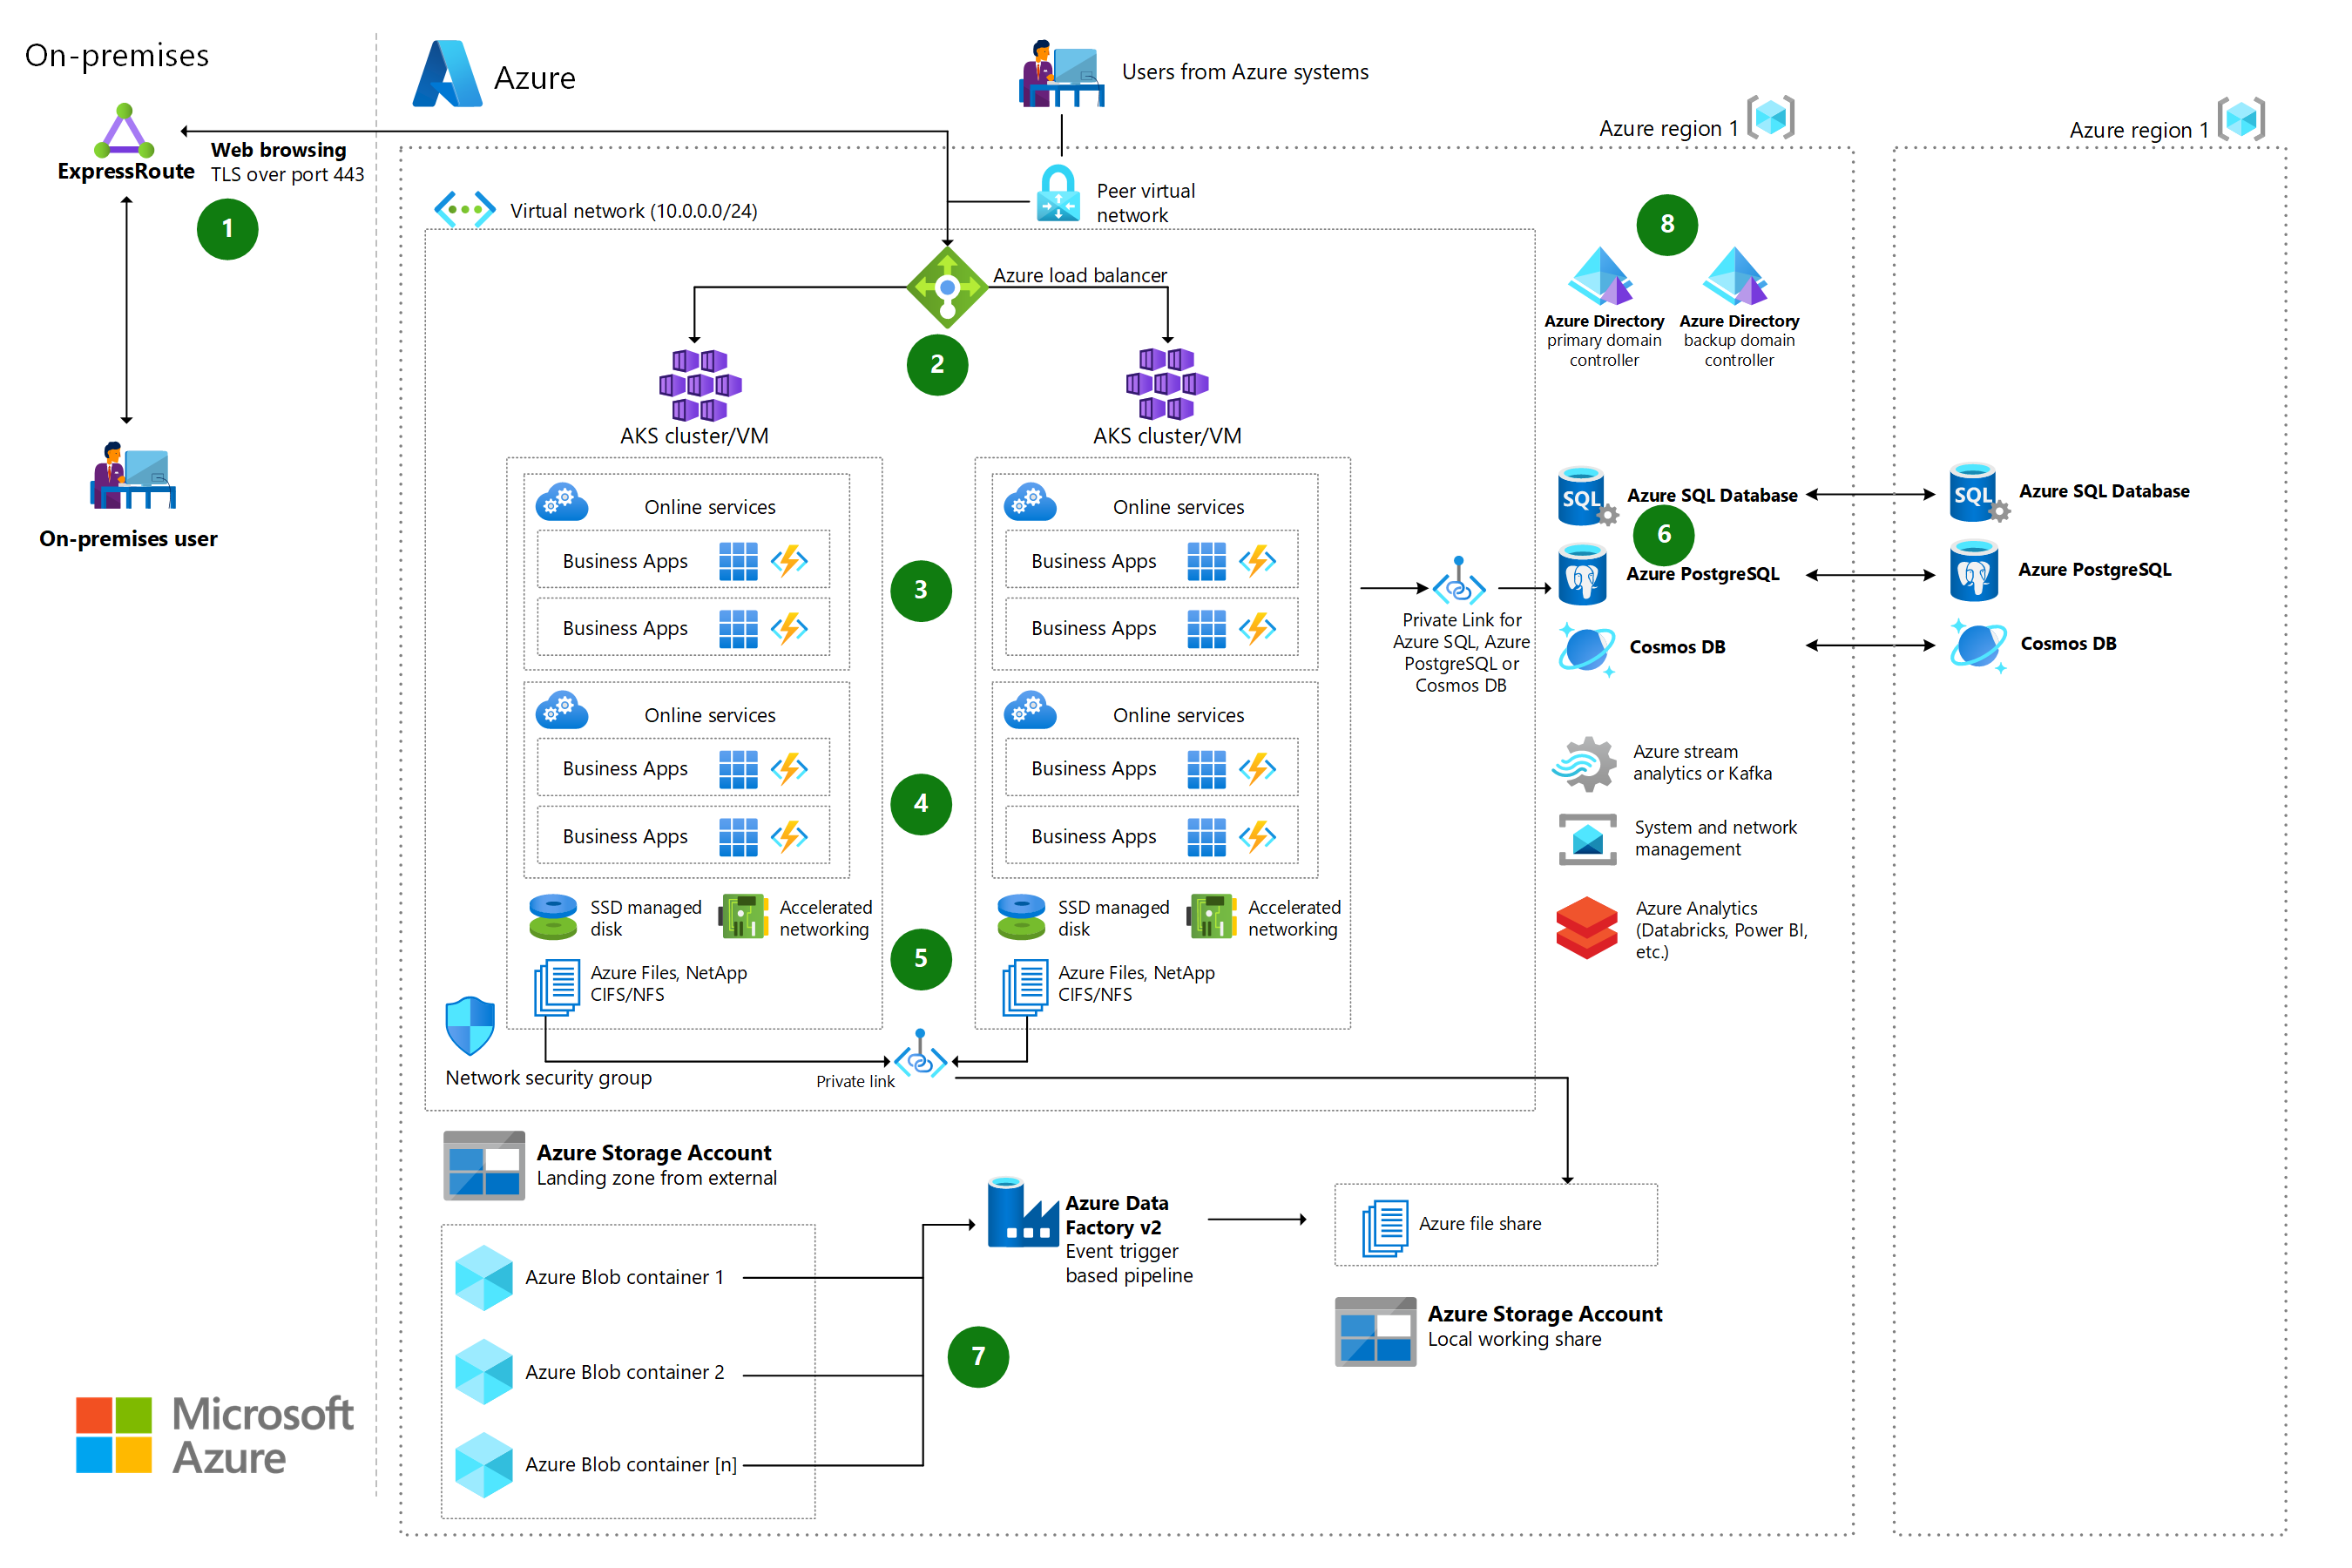 On-premises
Azure
Users from Azure systems
Azure region 1
Azure region 1
ExpressRoute
Web browsing
TLS over port 443
1
Virtual network (10.0.0.0/24)
Peer virtual
network
8
Azure load balancer
2
Azure Directory
primary domain
controller
Azure Directory
backup domain
controller
On-premises user
AKS cluster/VM
AKS cluster/VM
Online services
Business Apps
Business Apps
Online services
Business Apps
Business Apps
3
Online services
Business Apps
Business Apps
Online services
Business Apps
Business Apps
4
SSD managed
disk
Accelerated
networking
Azure Files, NetApp
CIFS/NFS
5
SSD managed
disk
Accelerated
networking
Azure Files, NetApp
CIFS/NFS
Network security group
Private link
Private Link for
Azure SQL, Azure
PostgreSQL or
Cosmos DB
SQL
Azure SQL Database
6
Azure PostgreSQL
Cosmos DB
SQL
Azure SQL Database
Azure PostgreSQL
Cosmos DB
Azure stream
analytics or Kafka
System and network
management
Azure Analytics
(Databricks, Power BI,
etc.)
Azure Storage Account
Landing zone from external
Azure Blob container 1
Azure Blob container 2
Azure Blob container [n]
7
Azure Data
Factory v2
Event trigger
based pipeline
Azure file share
Azure Storage Account
Local working share
Microsoft
Azure